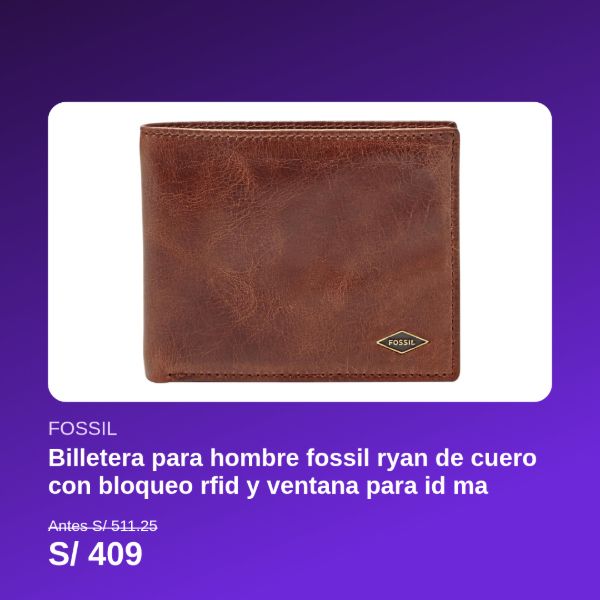 FOSSIL
FOSSIL
Billetera para hombre fossil ryan de cuero
con bloqueo rfid y ventana para id ma
Antes S/ 511.25
S/ 409